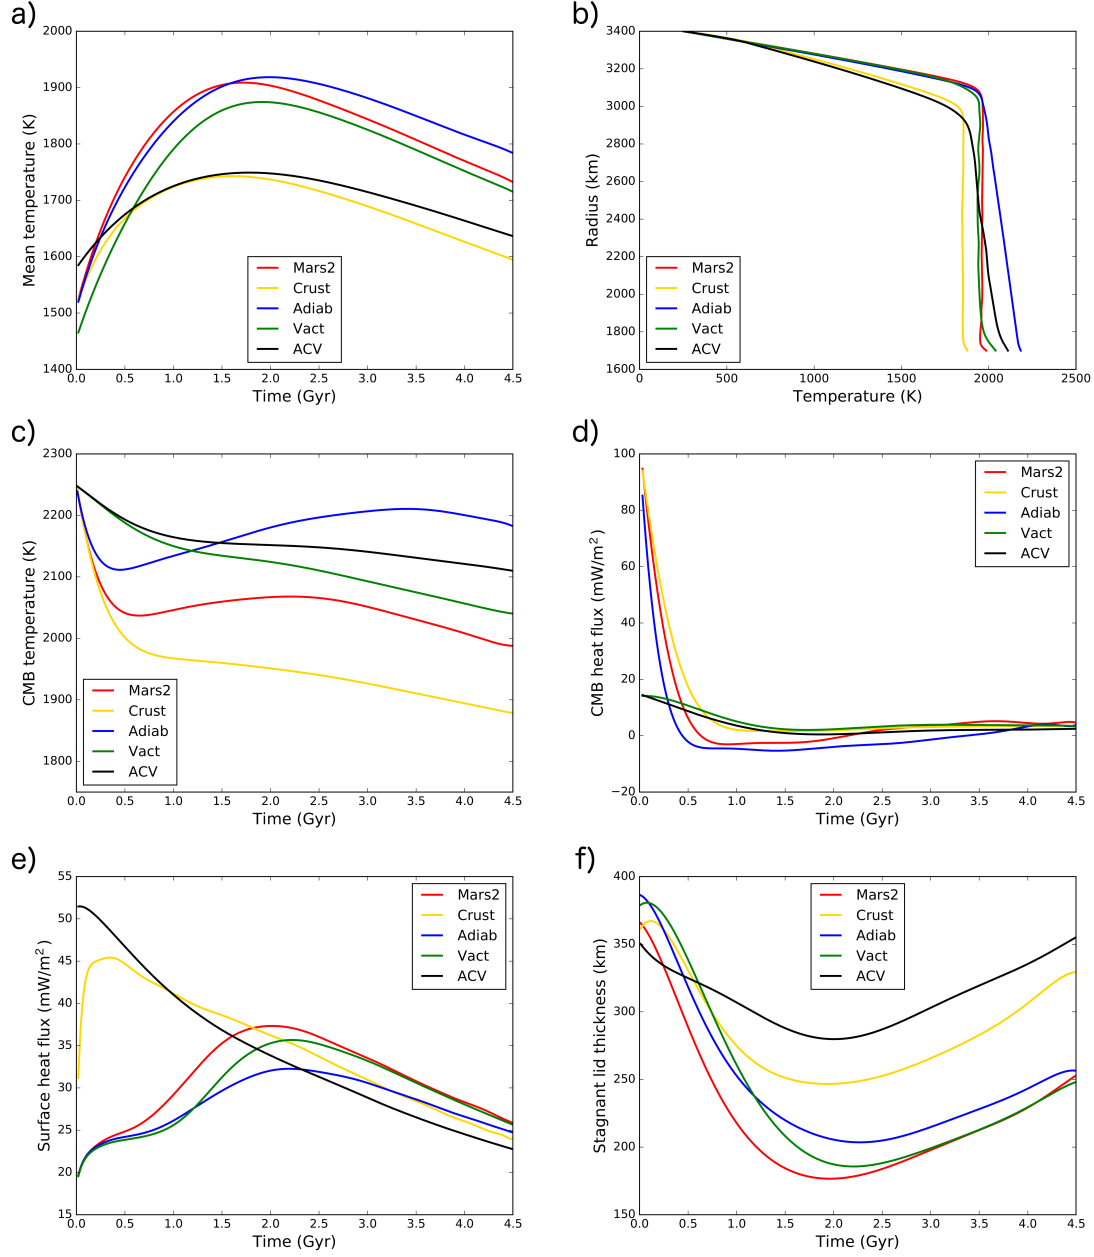 a)
2000
1900
1800
1700
1600
1500
1400
Mean temperature (K)
Mars2
Crust
Adiab
Vact
ACV
0.0 0.5 1.0 1.5 2.0 2.5 3.0 3.5 4.0 4.5
Time (Gyr)
b)
3400
3200
3000
2800
2600
2400
2200
2000
1800
1600
Radius (km)
Mars2
Crust
Adiab
Vact
ACV
0 500 1000 1500 2000 2500
Temperature (K)
c)
2300
2200
2100
2000
1900
1800
CMB temperature (K)
Mars2
Crust
Adiab
Vact
ACV
0.0 0.5 1.0 1.5 2.0 2.5 3.0 3.5 4.0 4.5
Time (Gyr)
d)
100
80
60
40
20
0
−20
CMB heat flux (mW/m²)
Mars2
Crust
Adiab
Vact
ACV
0.0 0.5 1.0 1.5 2.0 2.5 3.0 3.5 4.0 4.5
Time (Gyr)
e)
55
50
45
40
35
30
25
20
15
Surface heat flux (mW/m²)
Mars2
Crust
Adiab
Vact
ACV
0.0 0.5 1.0 1.5 2.0 2.5 3.0 3.5 4.0 4.5
Time (Gyr)
f)
400
350
300
250
200
150
Stagnant lid thickness (km)
Mars2
Crust
Adiab
Vact
ACV
0.0 0.5 1.0 1.5 2.0 2.5 3.0 3.5 4.0 4.5
Time (Gyr)